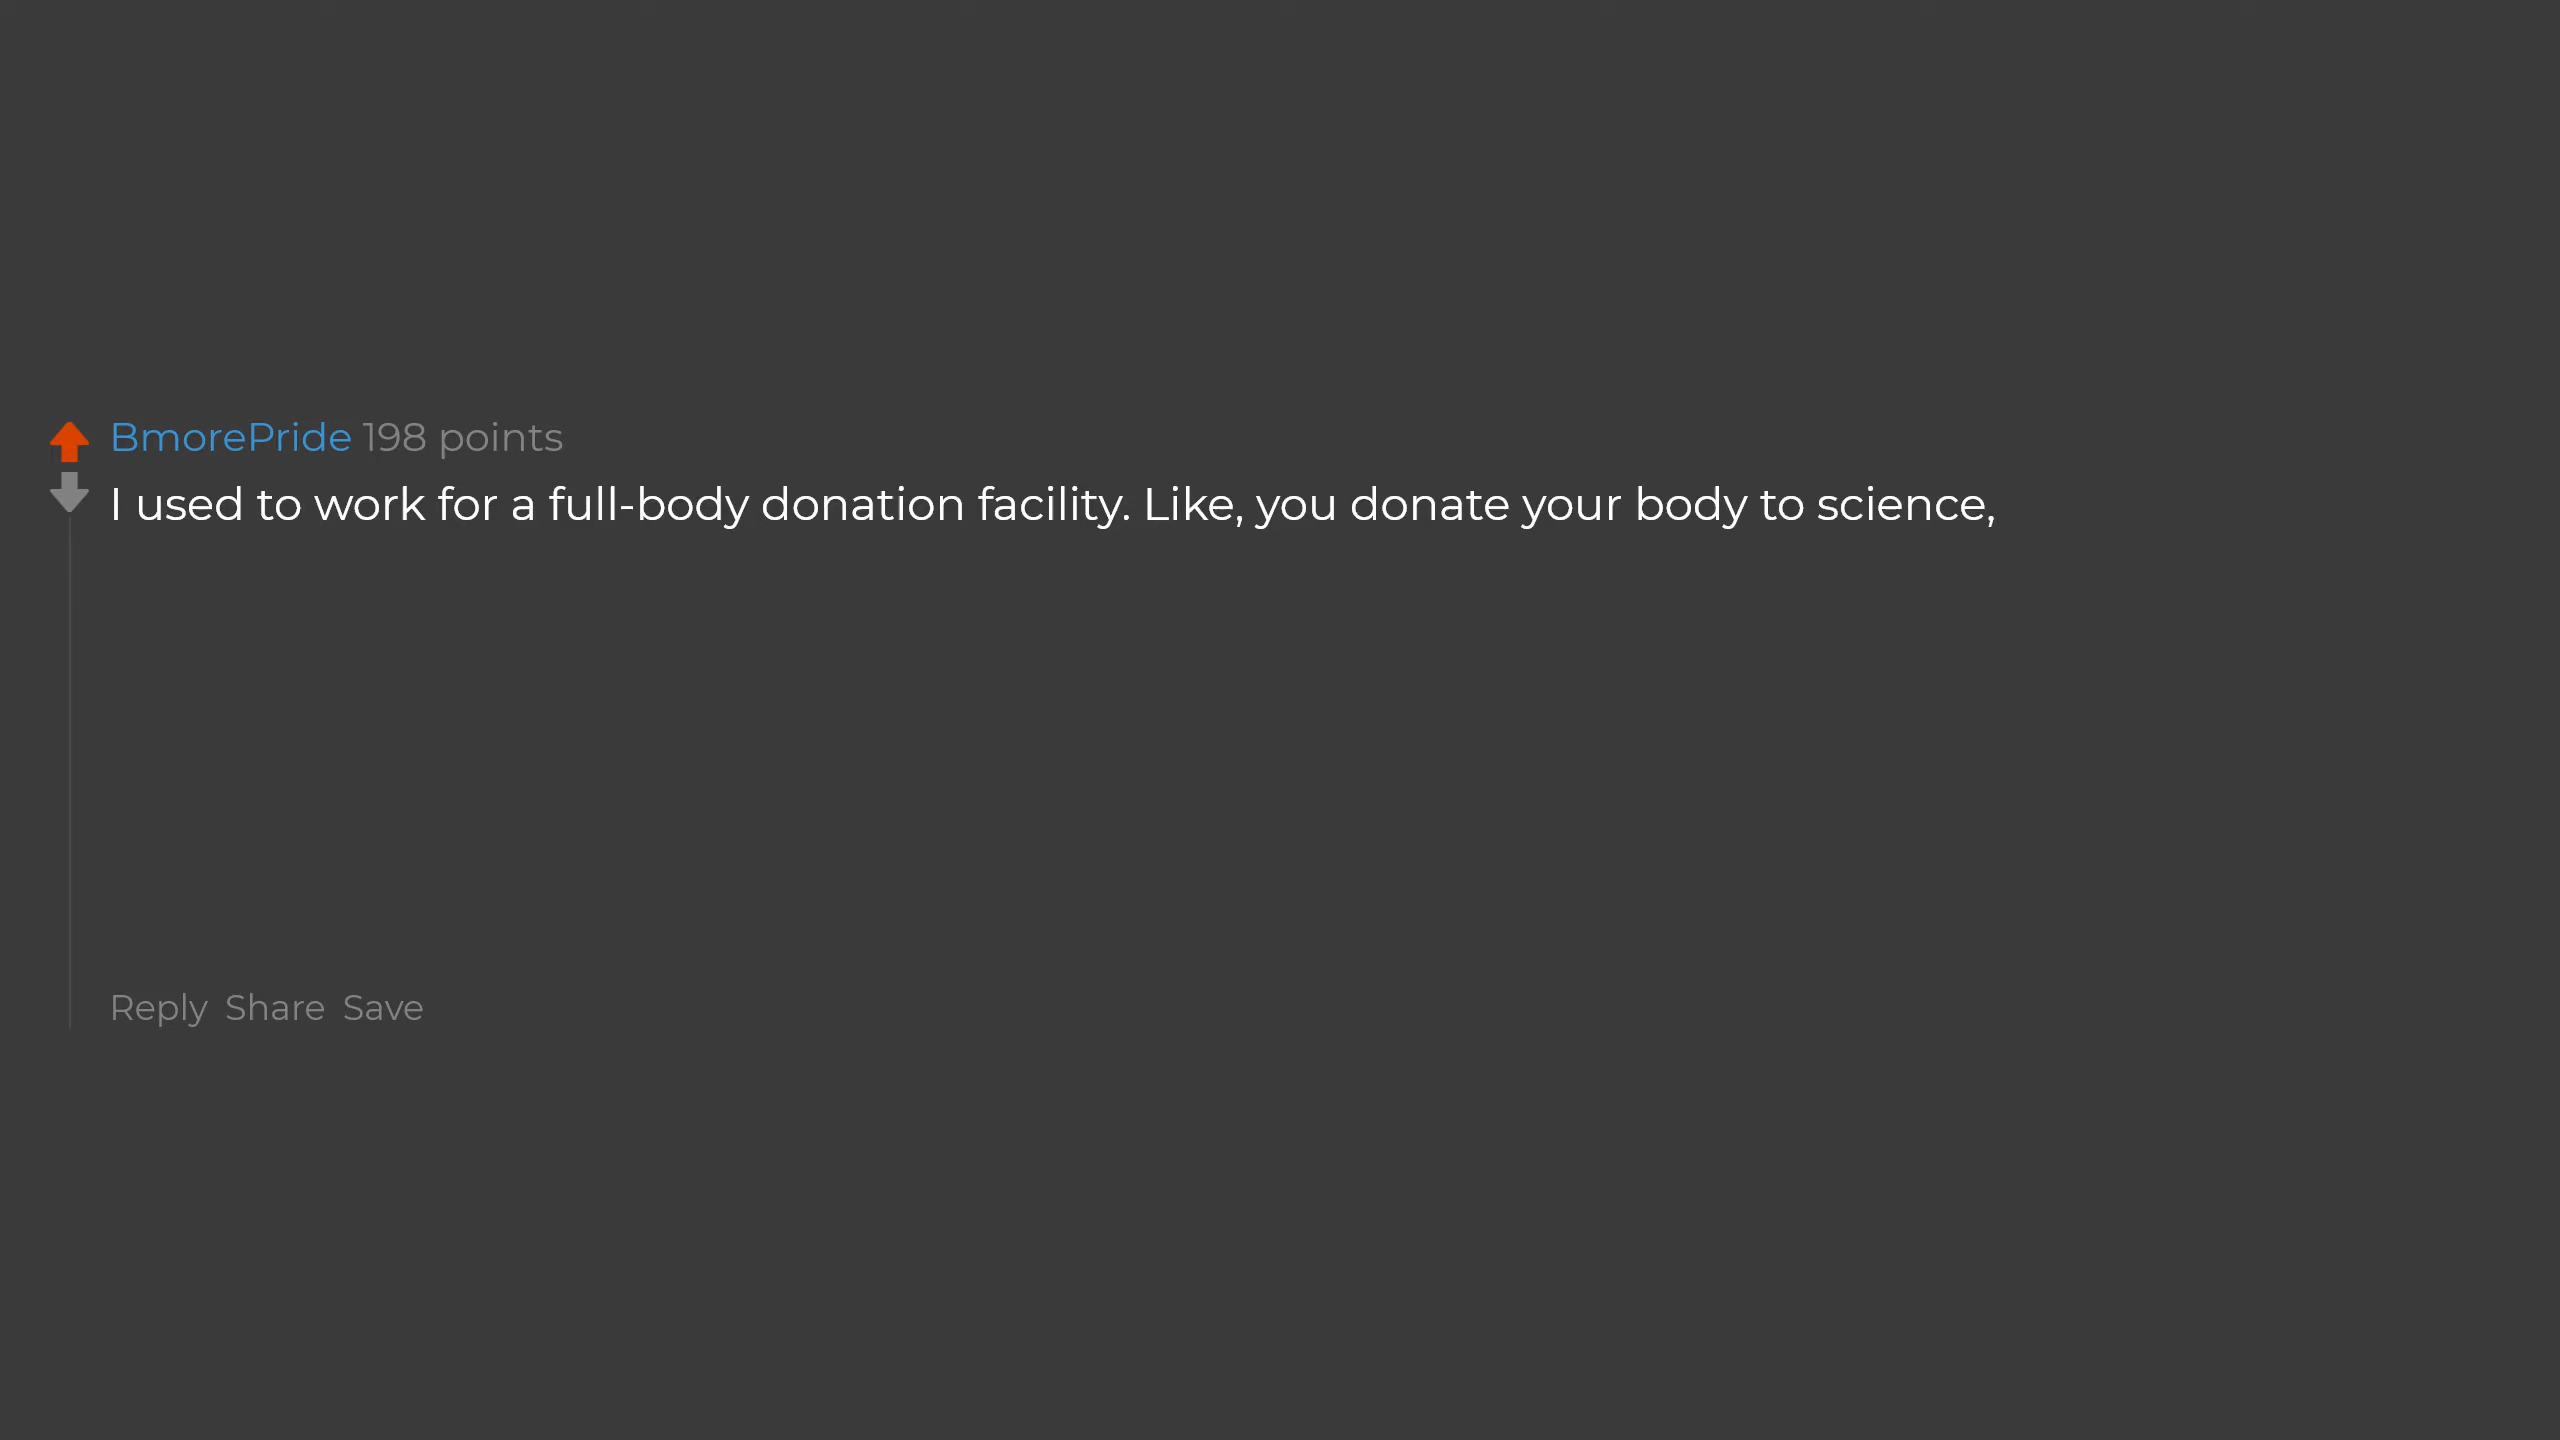 BmorePride 198 points
I used to work for a full-body donation facility. Like, you donate your body to science,
Reply Share Save